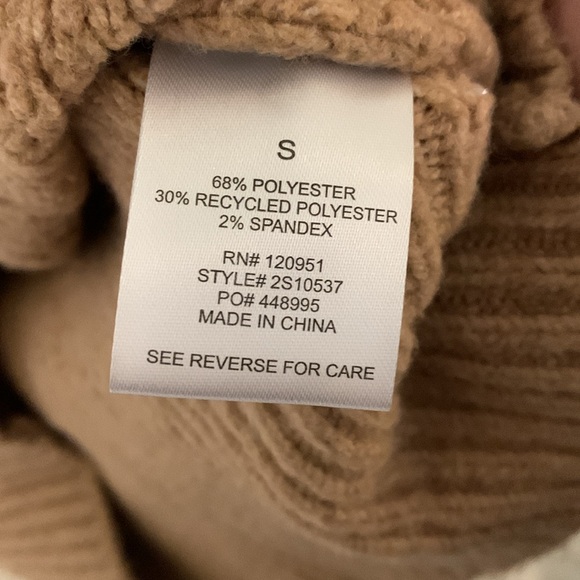 S
68% POLYESTER
30% RECYCLED POLYESTER
2% SPANDEX
RN# 120951
STYLE# 2S10537
PO# 448995
MADE IN CHINA
SEE REVERSE FOR CARE